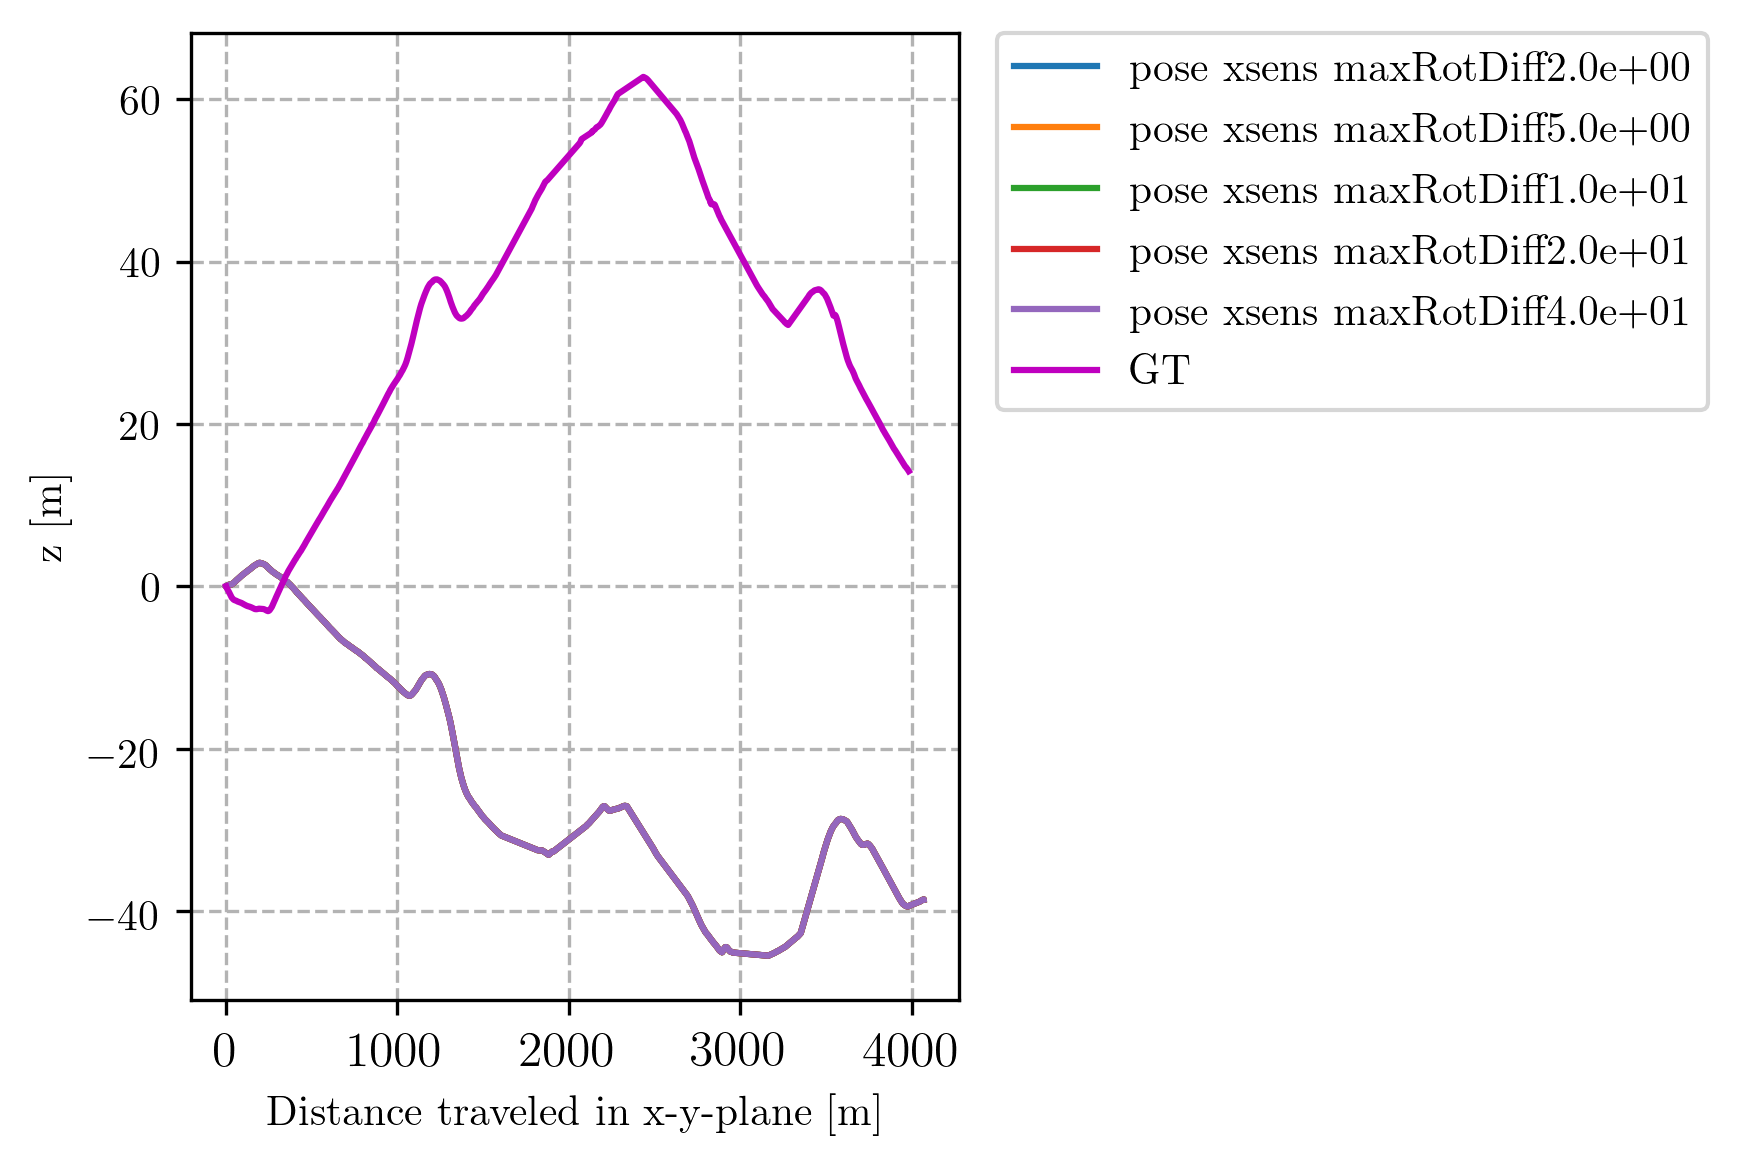 60
40
20
0
−20
−40
z [m]
0 1000 2000 3000 4000
Distance traveled in x-y-plane [m]
pose xsens maxRotDiff2.0e+00
pose xsens maxRotDiff5.0e+00
pose xsens maxRotDiff1.0e+01
pose xsens maxRotDiff2.0e+01
pose xsens maxRotDiff4.0e+01
GT